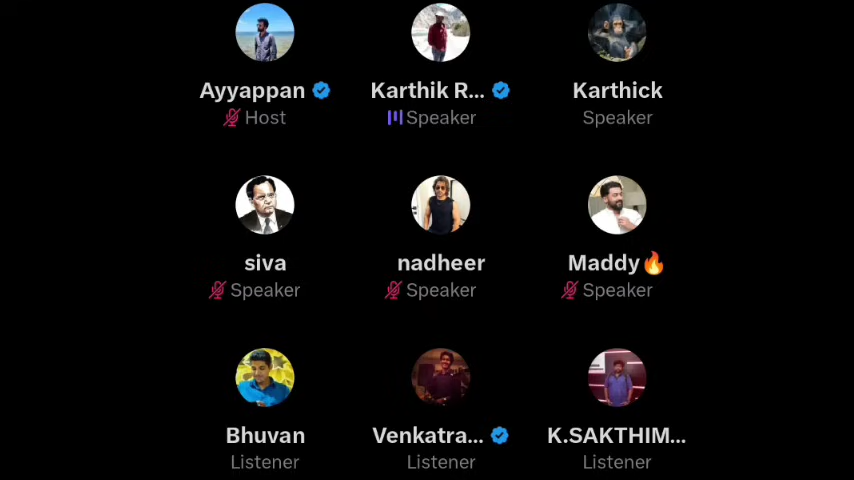 Ayyappan Karthik R... Karthick
Host Speaker Speaker
siva nadheer Maddy🔥
Speaker Speaker Speaker
Bhuvan Venkatra... K.SAKTHIM...
Listener Listener Listener